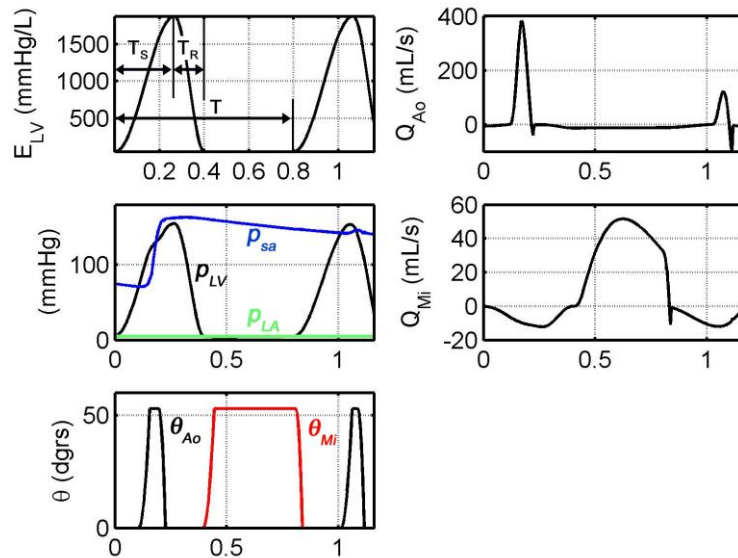 E_LV (mmHg/L)
1500
1000
500
T_S
T_R
T
0.2 0.4 0.6 0.8 1
Q_Ao (mL/s)
400
200
0
0 0.5 1
(mmHg)
100
0
p_sa
p_LV
p_LA
0 0.5 1
Q_Mi (mL/s)
60
40
20
0
-20
0 0.5 1
θ (dgrs)
50
0
θ_Ao
θ_Mi
0 0.5 1